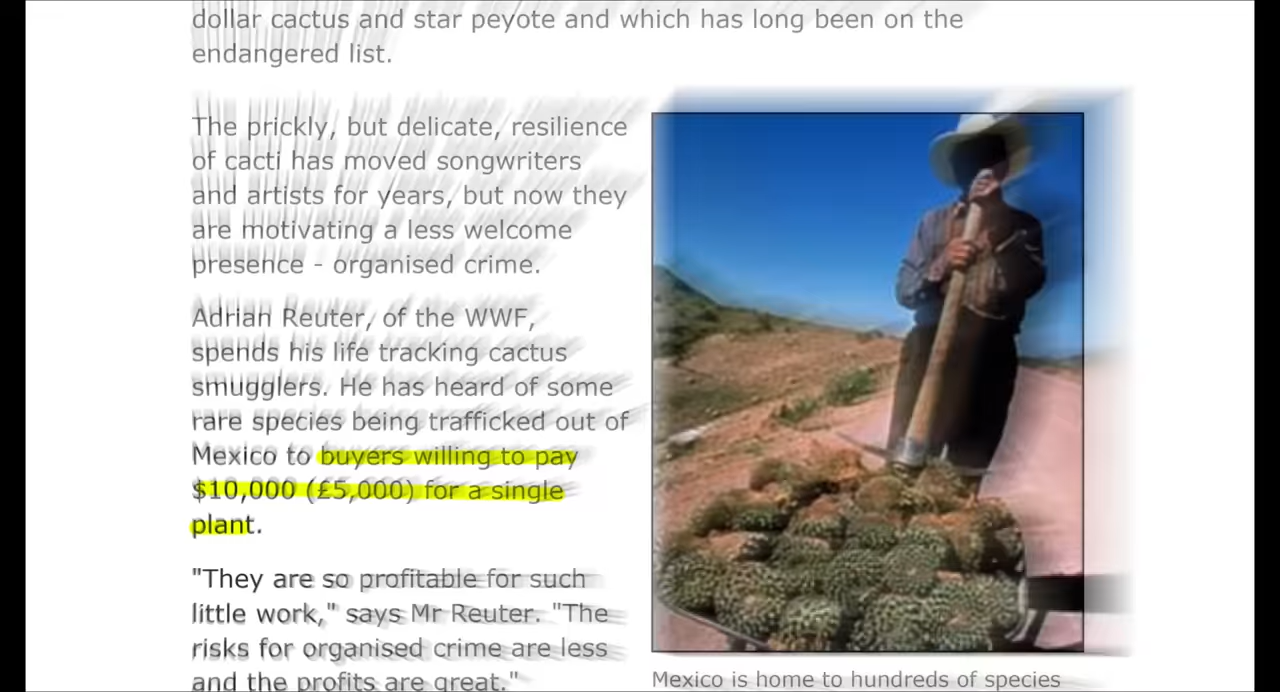 dollar cactus and star peyote and which has long been on the
endangered list.
The prickly, but delicate, resilience
of cacti has moved songwriters
and artists for years, but now they
are motivating a less welcome
presence - organised crime.
Adrian Reuter, of the WWF,
spends his life tracking cactus
smugglers. He has heard of some
rare species being trafficked out of
Mexico to buyers willing to pay
$10,000 (£5,000) for a single
plant.
"They are so profitable for such
little work," says Mr Reuter. "The
risks for organised crime are less
and the profits are great."
Mexico is home to hundreds of species